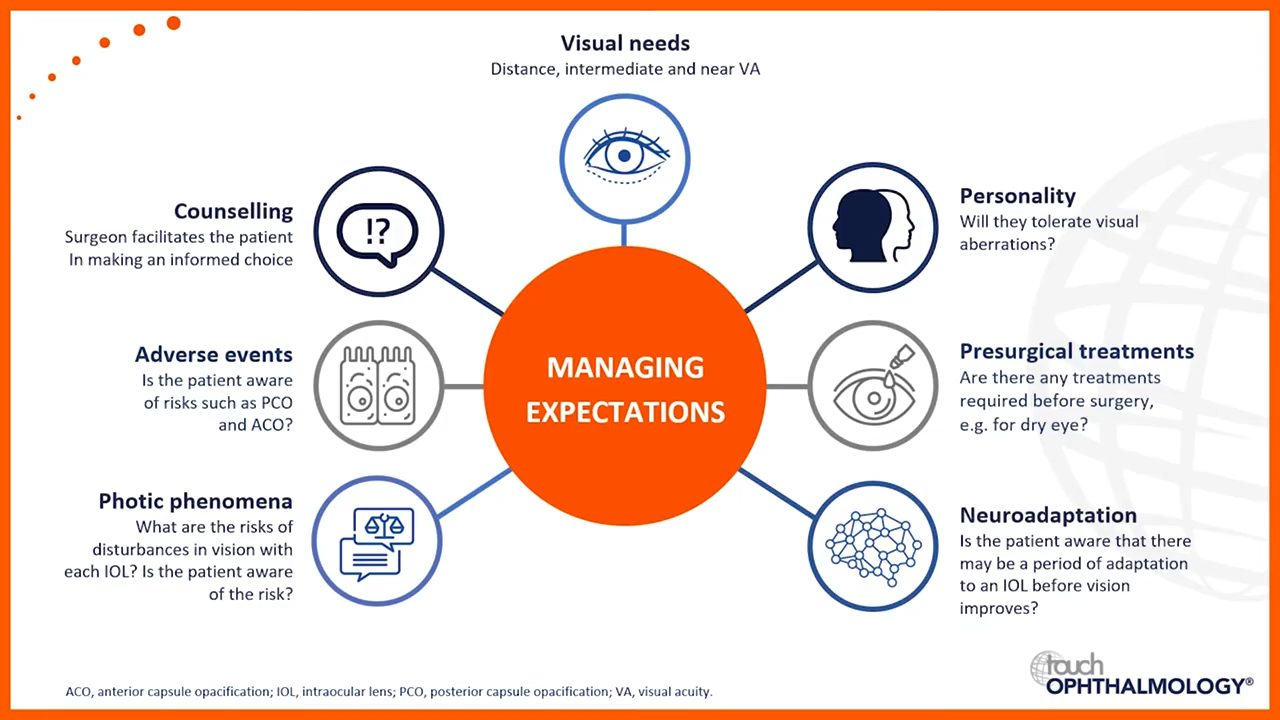 Visual needs
Distance, intermediate and near VA
Counselling
Surgeon facilitates the patient
In making an informed choice
!?
Personality
Will they tolerate visual
aberrations?
Adverse events
Is the patient aware
of risks such as PCO
and ACO?
MANAGING
EXPECTATIONS
Presurgical treatments
Are there any treatments
required before surgery,
e.g. for dry eye?
Photic phenomena
What are the risks of
disturbances in vision with
each IOL? Is the patient aware
of the risk?
Neuroadaptation
Is the patient aware that there
may be a period of adaptation
to an IOL before vision
improves?
ACO, anterior capsule opacification; IOL, intraocular lens; PCO, posterior capsule opacification; VA, visual acuity.
touch
OPHTHALMOLOGY®